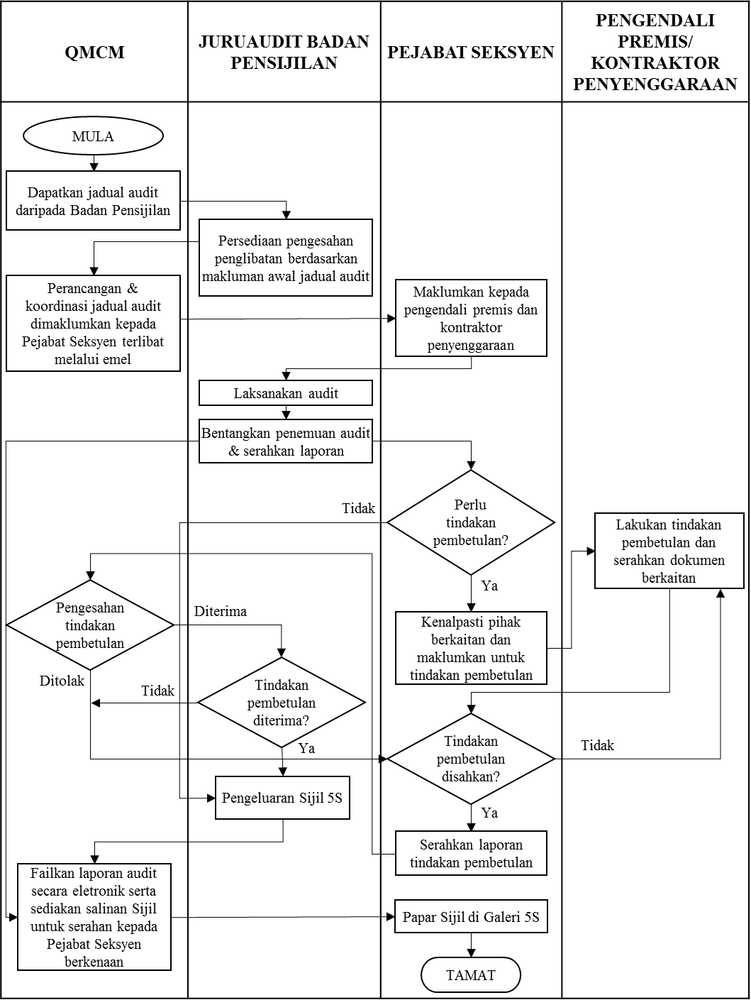 QMCM
JURUAUDIT BADAN
PENSIJILAN
PEJABAT SEKSYEN
PENGENDALI
PREMIS/
KONTRAKTOR
PENYENGGARAAN
MULA
Dapatkan jadual audit
daripada Badan Pensijilan
Persediaan pengesahan
penglibatan berdasarkan
makluman awal jadual audit
Perancangan &
koordinasi jadual audit
dimaklumkan kepada
Pejabat Seksyen terlibat
melalui emel
Maklumkan kepada
pengendali premis dan
kontraktor
penyenggaraan
Laksanakan audit
Bentangkan penemuan audit
& serahkan laporan
Perlu
tindakan
pembetulan?
Tidak
Ya
Lakukan tindakan
pembetulan dan
serahkan dokumen
berkaitan
Kenalpasti pihak
berkaitan dan
maklumkan untuk
tindakan pembetulan
Pengesahan
tindakan
pembetulan
Diterima
Ditolak
Tindakan
pembetulan
diterima?
Tidak
Ya
Tindakan
pembetulan
disahkan?
Tidak
Ya
Pengeluaran Sijil 5S
Serahkan laporan
tindakan pembetulan
Failkan laporan audit
secara eletronik serta
sediakan salinan Sijil
untuk serahan kepada
Pejabat Seksyen
berkenaan
Papar Sijil di Galeri 5S
TAMAT